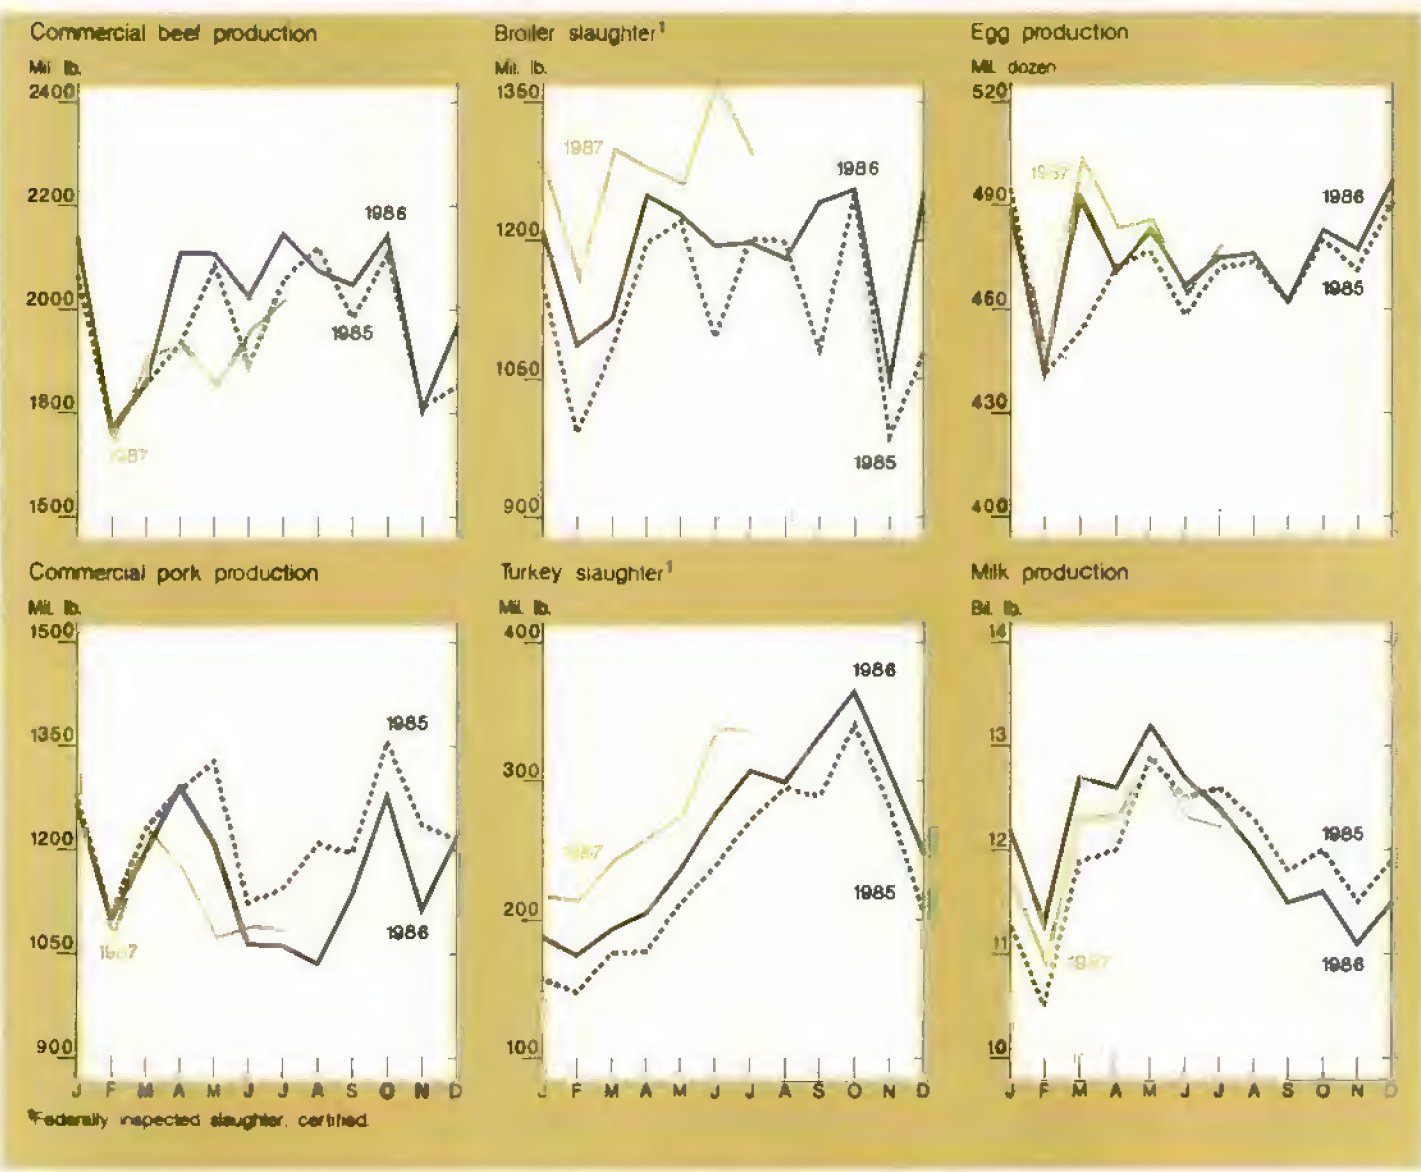 Commercial beef production
Mil. lb.
2400
2200
2000
1800
1500
1986
1985
1987
Broiler slaughter¹
Mil. lb.
1350
1200
1050
900
1987
1986
1985
Egg production
Mil. dozen
520
490
460
430
400
1987
1986
1985
Commercial pork production
Mil. lb.
1500
1350
1200
1050
900
1985
1987
1986
J F M A M J J A S O N D
Turkey slaughter¹
Mil. lb.
400
300
200
100
1986
1987
1985
J F M A M J J A S O N D
Milk production
Bil. lb.
14
13
12
11
10
1985
1987
1986
J F M A M J J A S O N D
¹Federally inspected slaughter, certified.